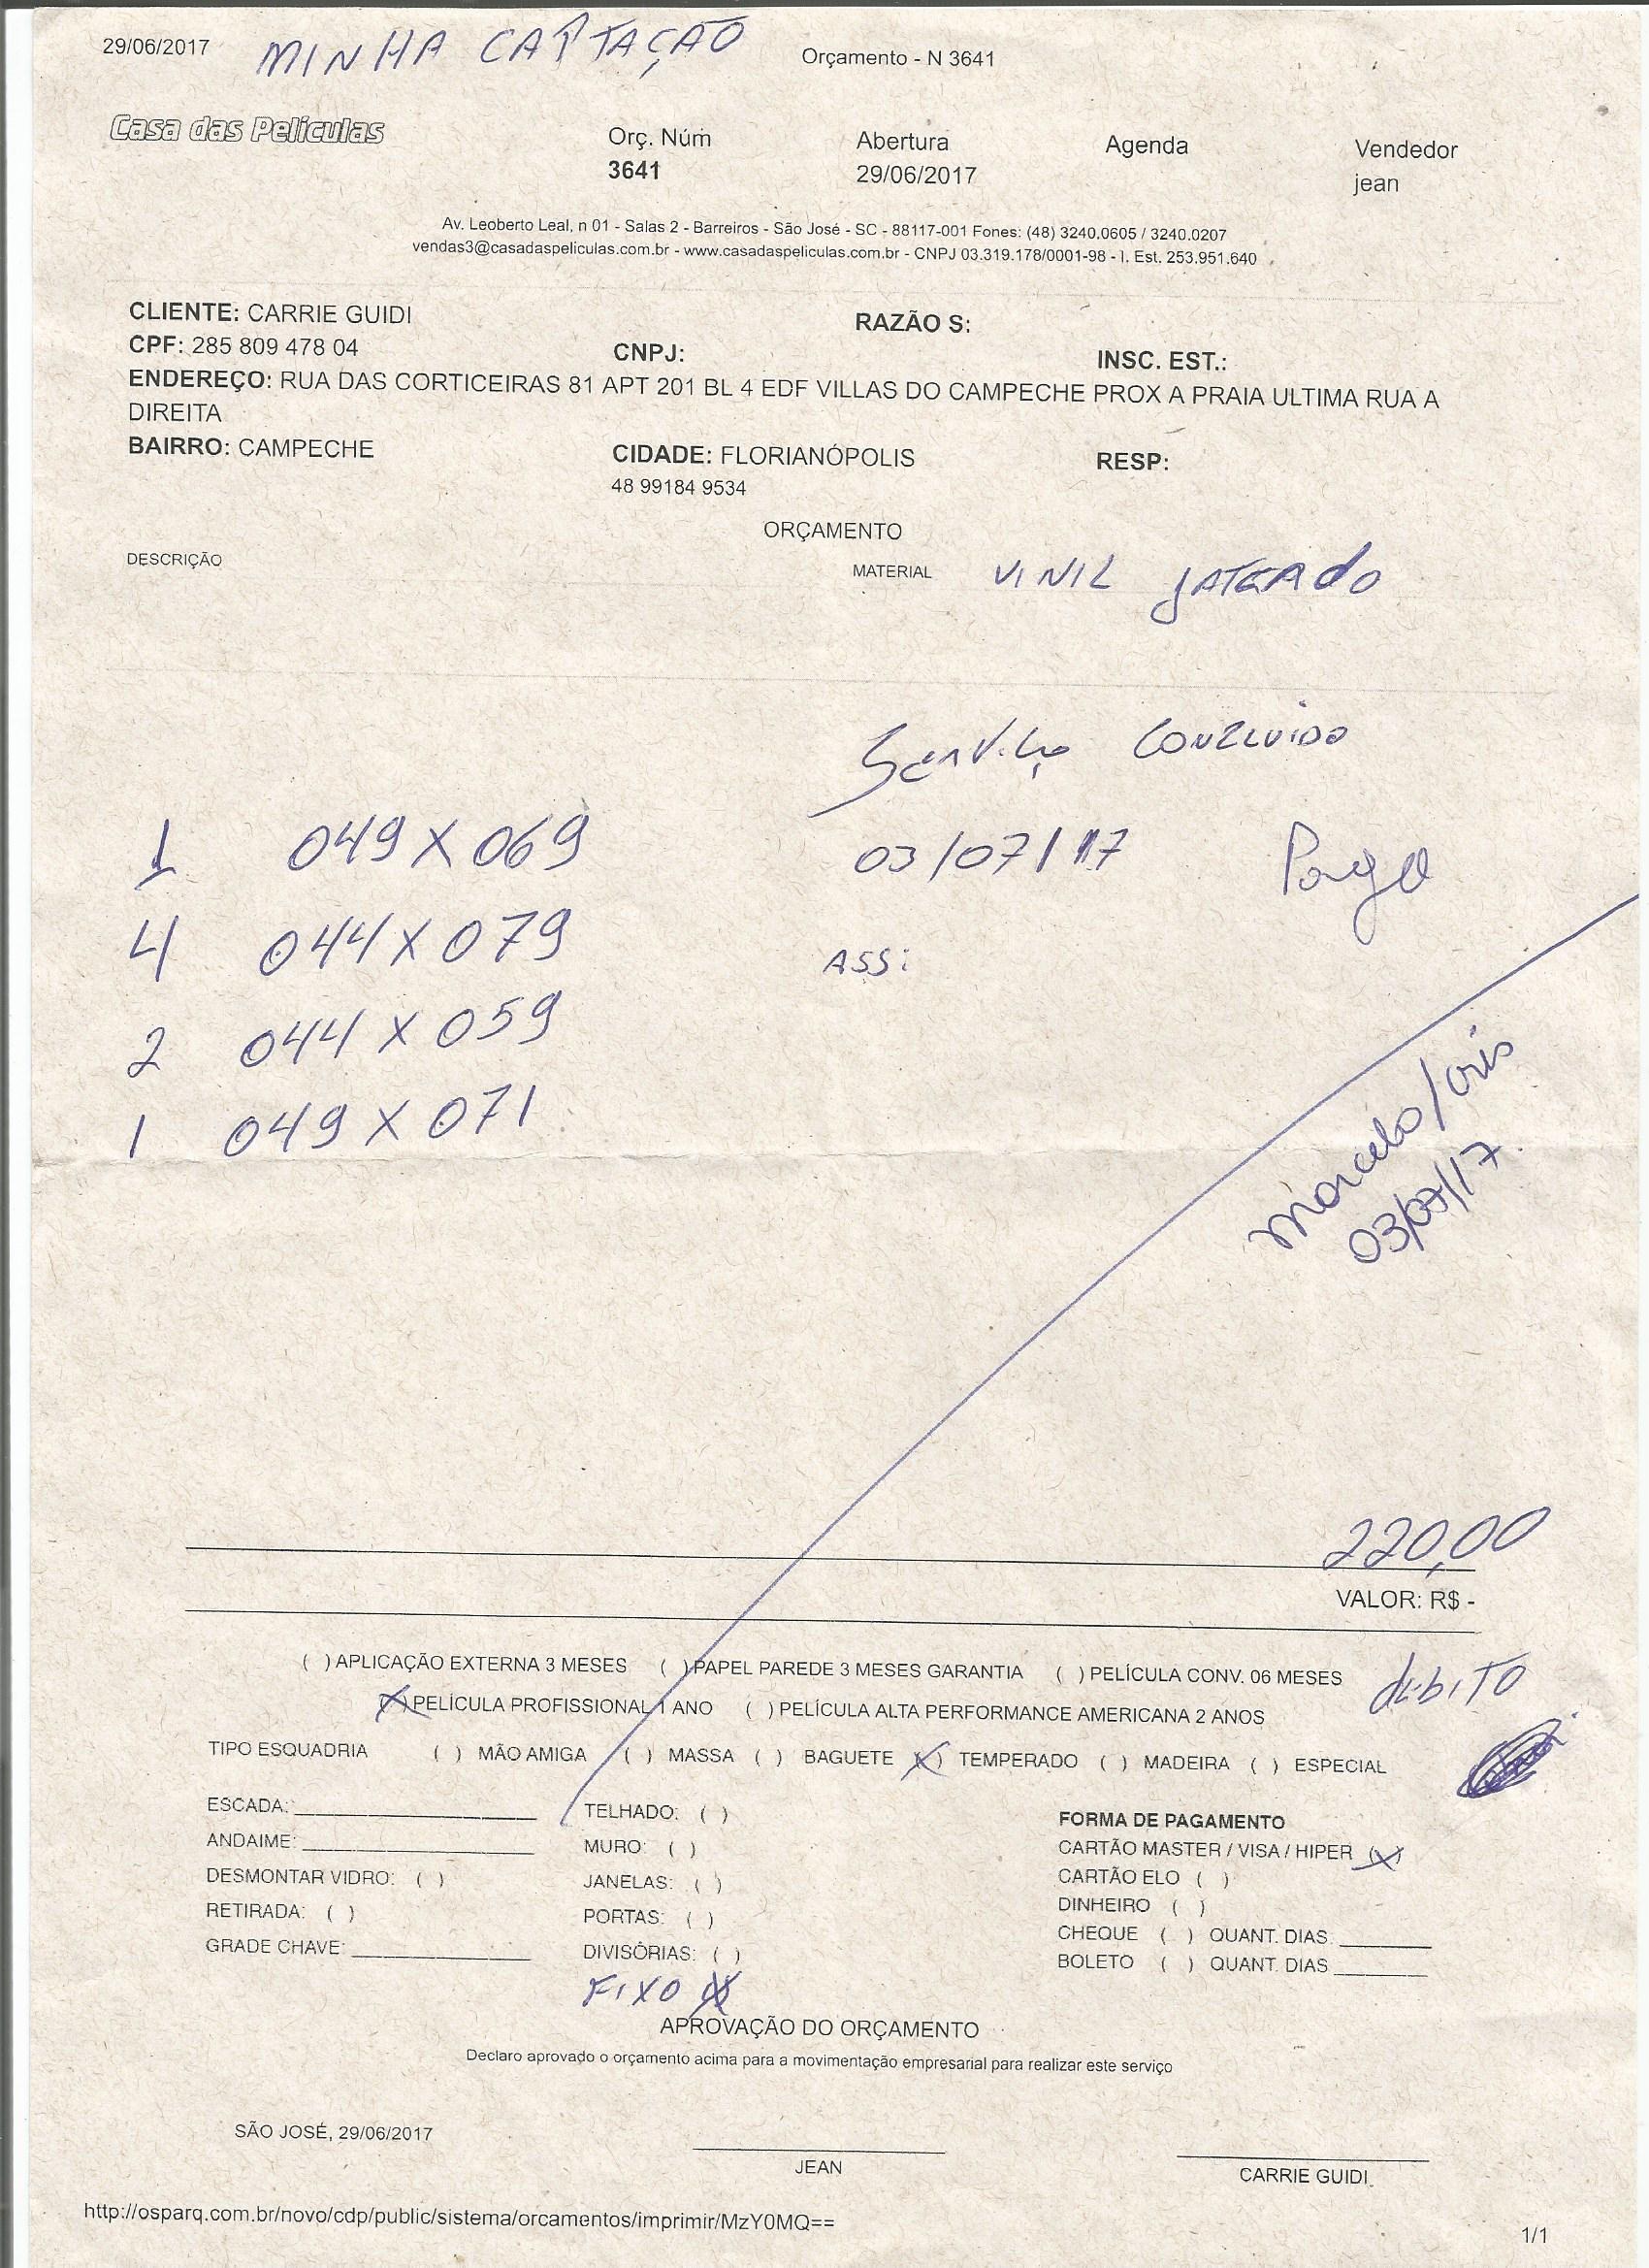 29/06/2017 MINHA CAPTAÇÃO Orçamento - N 3641
Casa das Películas
Orç. Núm Abertura Agenda Vendedor
3641 29/06/2017 jean
Av. Leoberto Leal, n 01 - Salas 2 - Barreiros - São José - SC - 88117-001 Fones: (48) 3240.0605 / 3240.0207
vendas3@casadaspeliculas.com.br - www.casadaspeliculas.com.br - CNPJ 03.319.178/0001-98 - I. Est. 253.951.640
CLIENTE: CARRIE GUIDI RAZÃO S:
CPF: 285 809 478 04 CNPJ: INSC. EST.:
ENDEREÇO: RUA DAS CORTICEIRAS 81 APT 201 BL 4 EDF VILLAS DO CAMPECHE PROX A PRAIA ULTIMA RUA A
DIREITA
BAIRRO: CAMPECHE CIDADE: FLORIANÓPOLIS RESP:
48 99184 9534
ORÇAMENTO
DESCRIÇÃO MATERIAL VINIL JATEADO
Serviço Concluido
1 049 X 069 03/07/17 Pago
4 044 X 079 ASS:
2 044 X 059
1 049 X 071
Marcelo/Cris
03/07/17
220,00
VALOR: R$ -
( ) APLICAÇÃO EXTERNA 3 MESES ( ) PAPEL PAREDE 3 MESES GARANTIA ( ) PELÍCULA CONV. 06 MESES débito
(X) PELÍCULA PROFISSIONAL 1 ANO ( ) PELÍCULA ALTA PERFORMANCE AMERICANA 2 ANOS
TIPO ESQUADRIA ( ) MÃO AMIGA ( ) MASSA ( ) BAGUETE (X) TEMPERADO ( ) MADEIRA ( ) ESPECIAL
ESCADA: TELHADO: ( ) FORMA DE PAGAMENTO
ANDAIME: MURO: ( ) CARTÃO MASTER / VISA / HIPER (X)
DESMONTAR VIDRO: ( ) JANELAS: ( ) CARTÃO ELO ( )
RETIRADA: ( ) PORTAS: ( ) DINHEIRO ( )
GRADE CHAVE: DIVISÓRIAS: ( ) CHEQUE ( ) QUANT. DIAS:
FIXO (X) BOLETO ( ) QUANT. DIAS
APROVAÇÃO DO ORÇAMENTO
Declaro aprovado o orçamento acima para a movimentação empresarial para realizar este serviço
SÃO JOSÉ, 29/06/2017
JEAN CARRIE GUIDI
http://osparq.com.br/novo/cdp/public/sistema/orcamentos/imprimir/MzY0MQ==
1/1